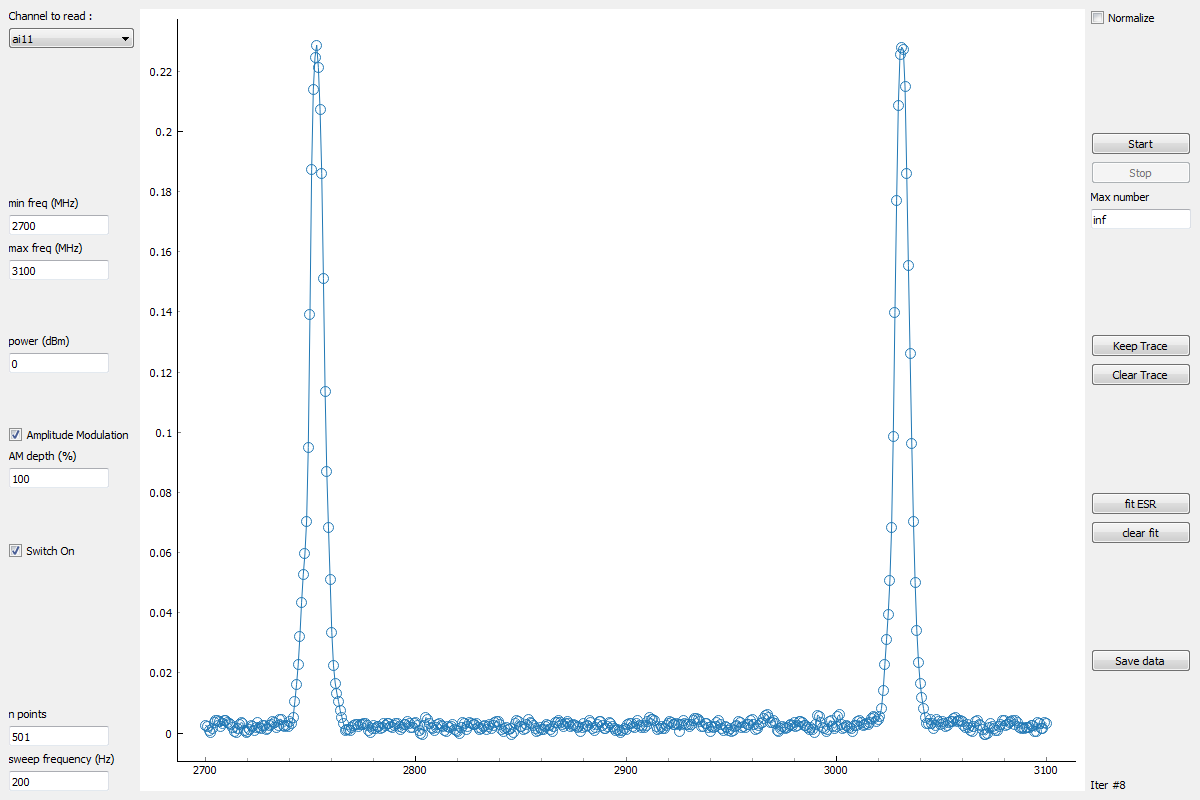 Channel to read :
ai11
min freq (MHz)
2700
max freq (MHz)
3100
power (dBm)
0
Amplitude Modulation
AM depth (%)
100
Switch On
n points
501
sweep frequency (Hz)
200
0.22
0.2
0.18
0.16
0.14
0.12
0.1
0.08
0.06
0.04
0.02
0
2700 2800 2900 3000 3100
Normalize
Start
Stop
Max number
inf
Keep Trace
Clear Trace
fit ESR
clear fit
Save data
Iter #8